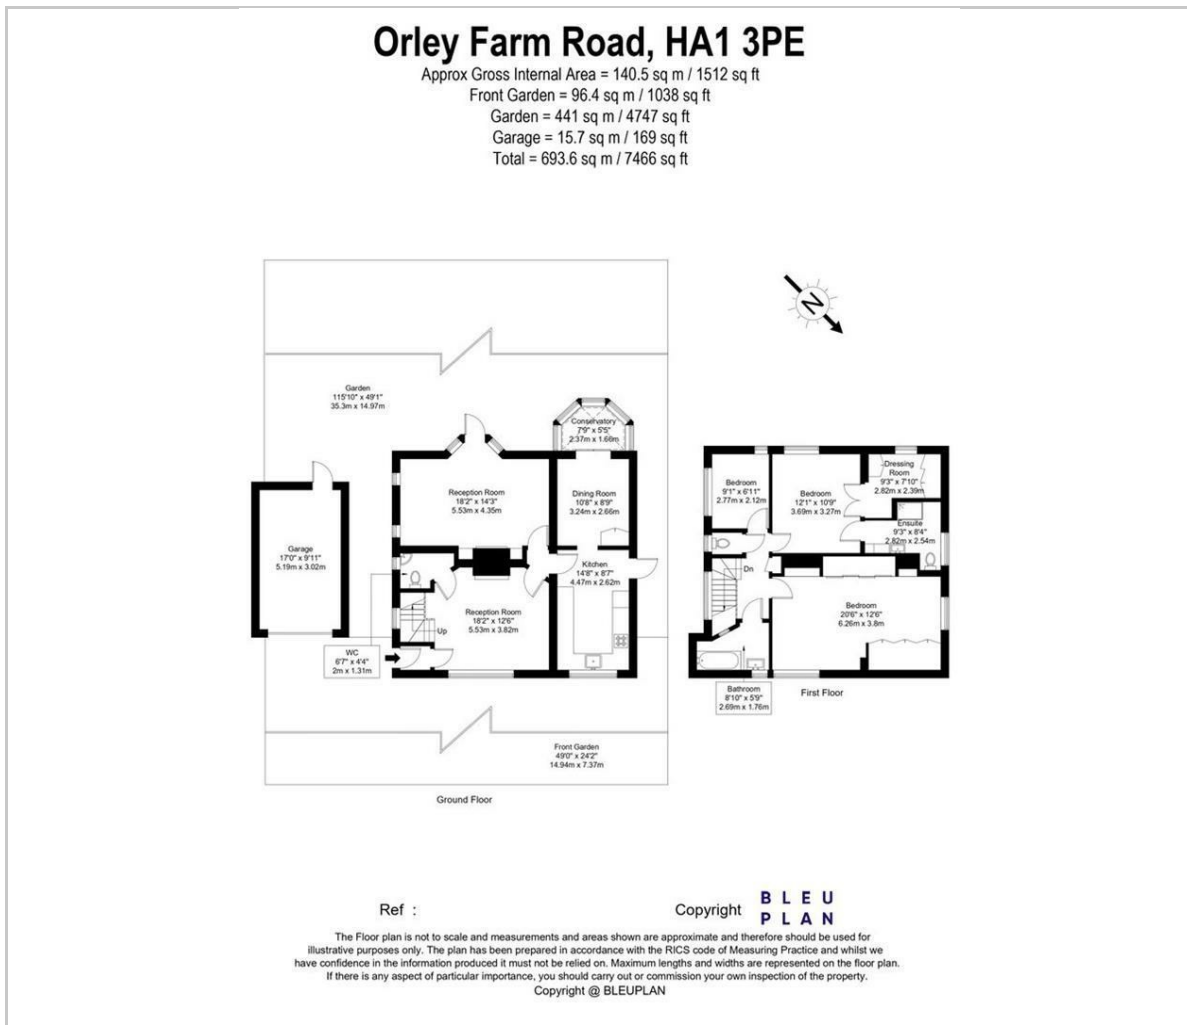 Orley Farm Road, HA1 3PE
Approx Gross Internal Area = 140.5 sq m / 1512 sq ft
Front Garden = 96.4 sq m / 1038 sq ft
Garden = 441 sq m / 4747 sq ft
Garage = 15.7 sq m / 169 sq ft
Total = 693.6 sq m / 7466 sq ft
N
Garden
115'10" x 49'1"
35.3m x 14.97m
Conservatory
7'9" x 5'5"
2.37m x 1.66m
Reception Room
18'2" x 14'3"
5.53m x 4.35m
Dining Room
10'8" x 8'9"
3.24m x 2.66m
Garage
17'0" x 9'11"
5.19m x 3.02m
Kitchen
14'8" x 8'7"
4.47m x 2.62m
Reception Room
18'2" x 12'6"
5.53m x 3.82m
Up
WC
6'7" x 4'4"
2m x 1.31m
Front Garden
49'0" x 24'2"
14.94m x 7.37m
Ground Floor
Bedroom
9'1" x 6'11"
2.77m x 2.12m
Bedroom
12'1" x 10'9"
3.69m x 3.27m
Dressing
Room
9'3" x 7'10"
2.82m x 2.39m
Ensuite
9'3" x 8'4"
2.82m x 2.54m
Dn
Bedroom
20'6" x 12'6"
6.26m x 3.8m
Bathroom
8'10" x 5'9"
2.69m x 1.76m
First Floor
Ref :
Copyright
BLEU
PLAN
The Floor plan is not to scale and measurements and areas shown are approximate and therefore should be used for
illustrative purposes only. The plan has been prepared in accordance with the RICS code of Measuring Practice and whilst we
have confidence in the information produced it must not be relied on. Maximum lengths and widths are represented on the floor plan.
If there is any aspect of particular importance, you should carry out or commission your own inspection of the property.
Copyright @ BLEUPLAN